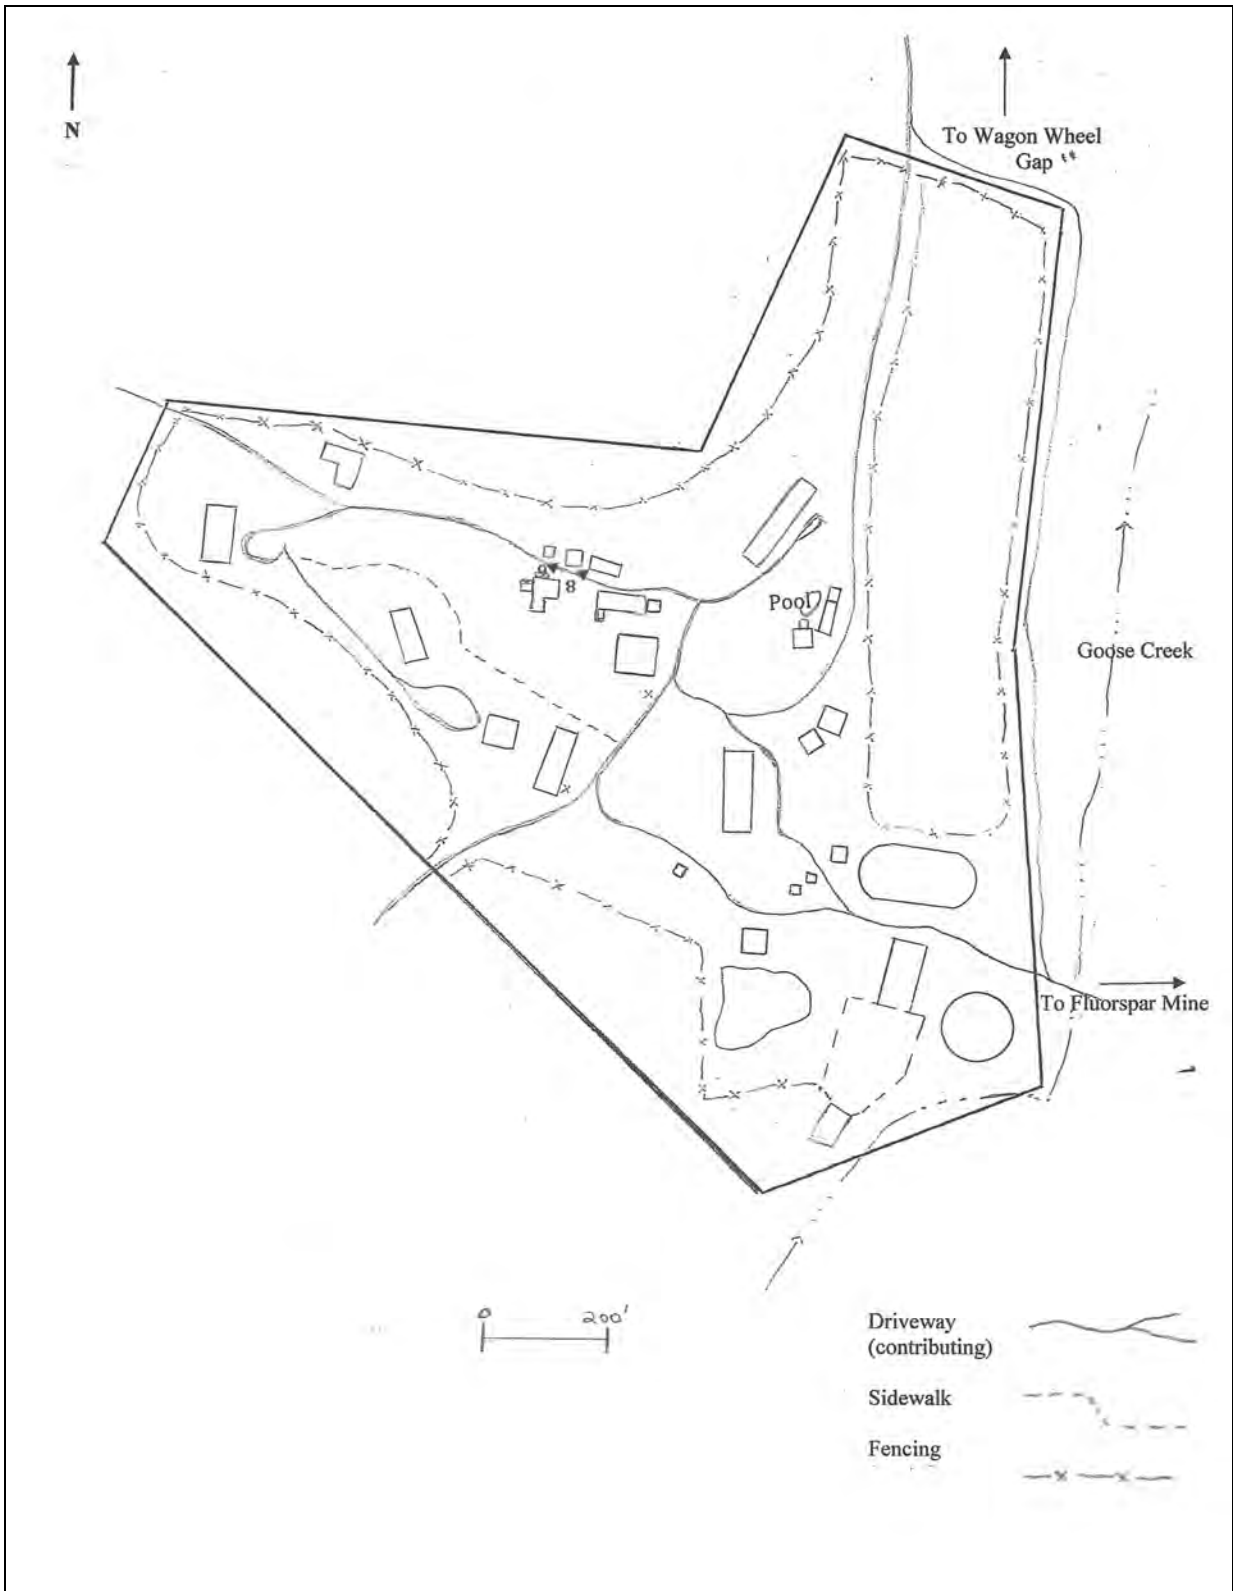 N
To Wagon Wheel
Gap
9
8
Pool
Goose Creek
To Fluorspar Mine
0 200'
Driveway
(contributing)
Sidewalk
Fencing